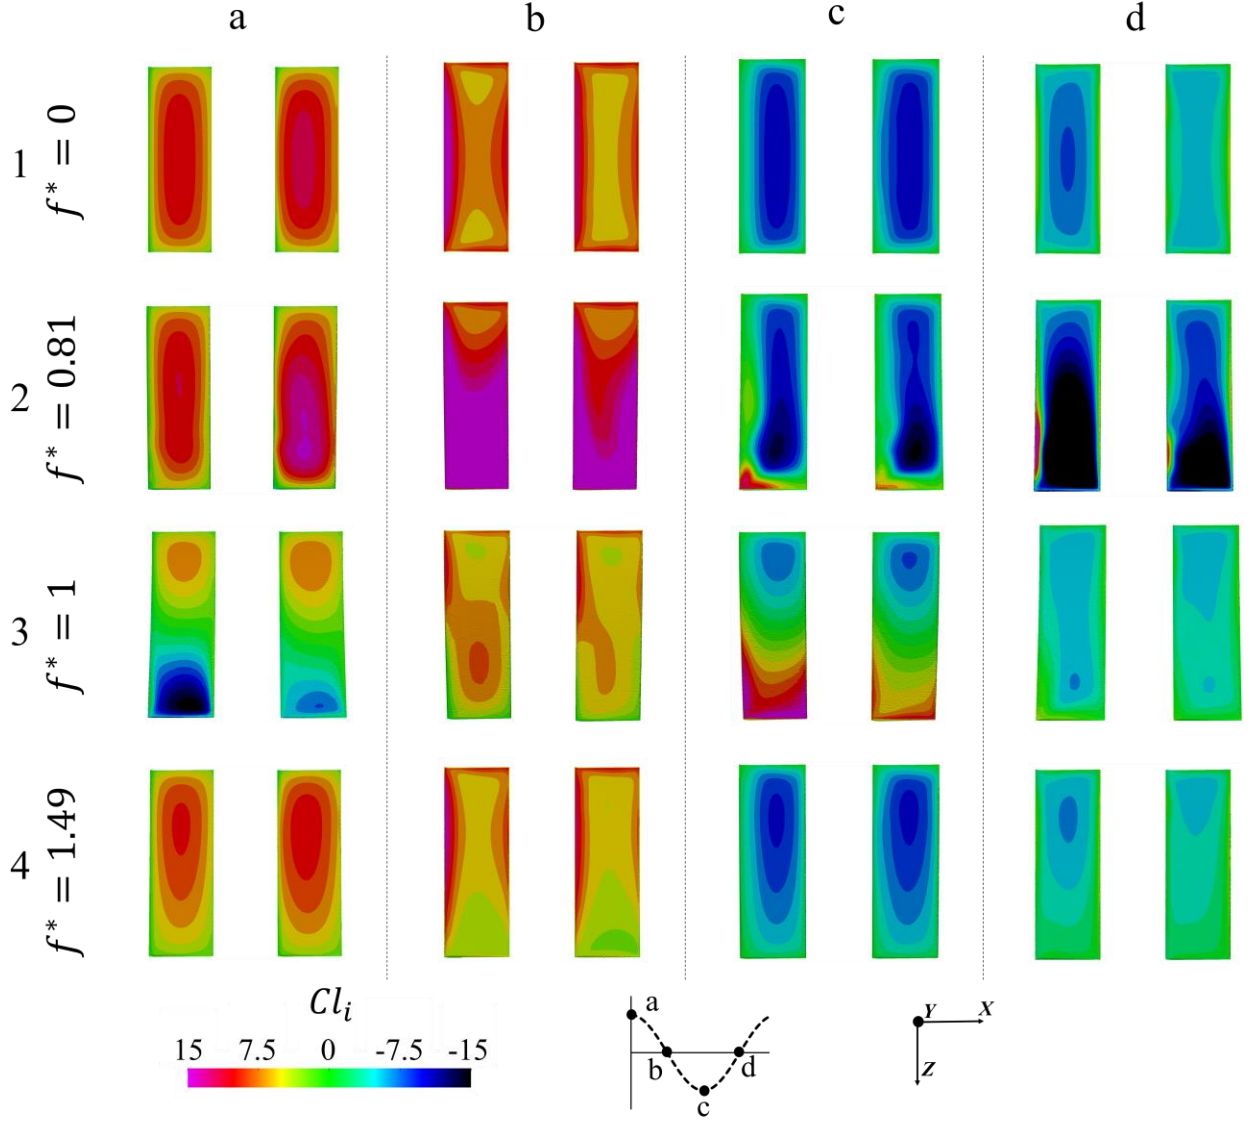 a b c d
1 f* = 0
2 f* = 0.81
3 f* = 1
4 f* = 1.49
Cl_i
15 7.5 0 -7.5 -15
a
b
d
c
Y X
Z